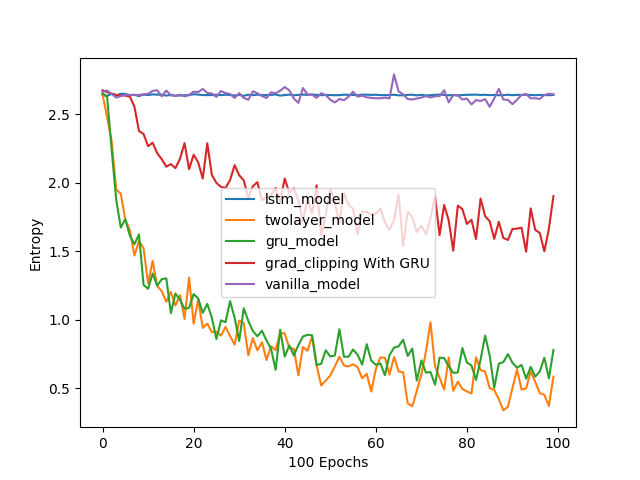 2.5
2.0
1.5
1.0
0.5
Entropy
lstm_model
twolayer_model
gru_model
grad_clipping With GRU
vanilla_model
0 20 40 60 80 100
100 Epochs